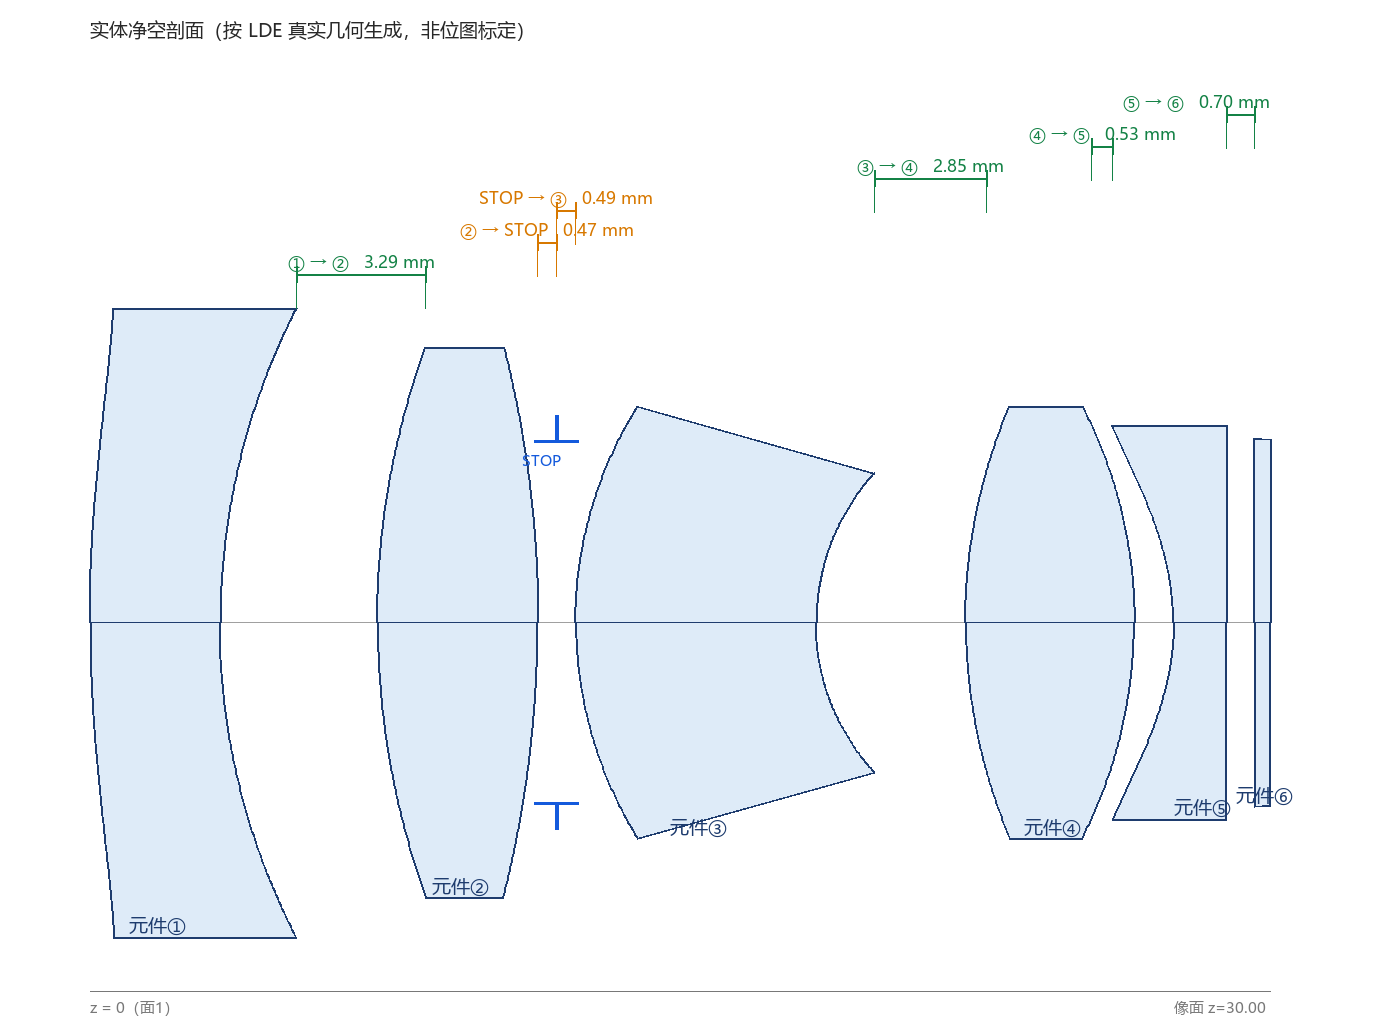 实体净空剖面（按 LDE 真实几何生成，非位图标定）
⑤ → ⑥ 0.70 mm
④ → ⑤ 0.53 mm
③ → ④ 2.85 mm
STOP → ③ 0.49 mm
② → STOP 0.47 mm
① → ② 3.29 mm
STOP
元件⑥
元件⑤
元件③
元件④
元件②
元件①
z = 0（面1）
像面 z=30.00